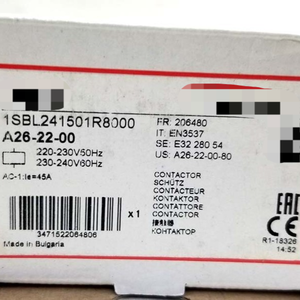 1SBL241501R8000
A26-22-00
220-230V50Hz
230-240V60Hz
AC-1:Ie=45A
FR: 206480
IT: EN3537
SE: E32 280 54
US: A26-22-00-80
CONTACTOR
SCHÜTZ
CONTACTEUR
KONTAKTOR
CONTATTORE
CONTACTOR
КОНТАКТОР
x 1
3471522064806
Made in Bulgaria
EAC
R1-18326
14:52